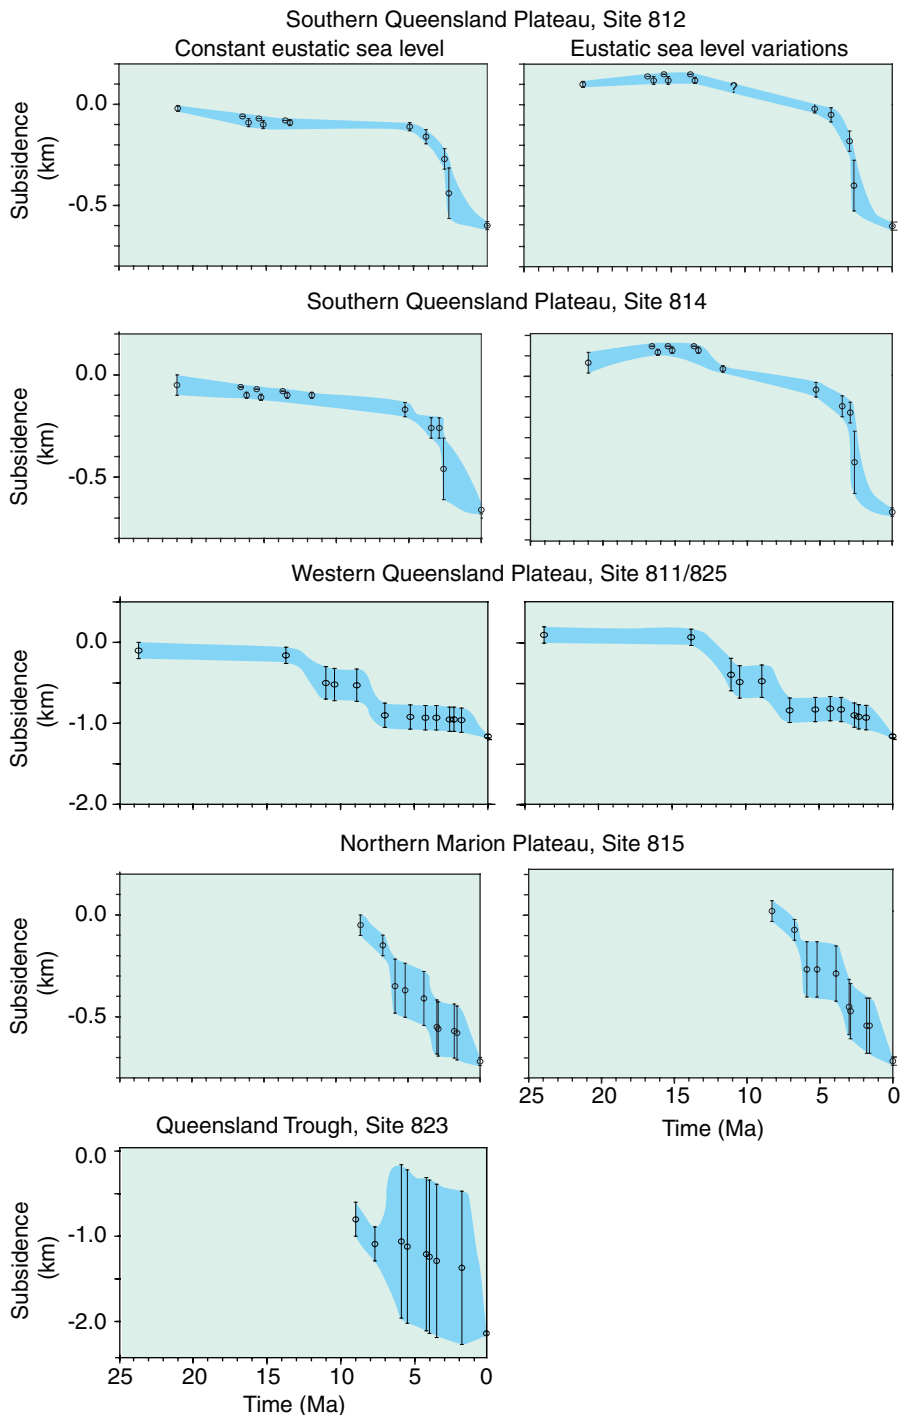 Southern Queensland Plateau, Site 812
Constant eustatic sea level
Eustatic sea level variations
Subsidence
(km)
0.0
-0.5
?
Southern Queensland Plateau, Site 814
Subsidence
(km)
0.0
-0.5
Western Queensland Plateau, Site 811/825
Subsidence
(km)
0.0
-1.0
-2.0
Northern Marion Plateau, Site 815
Subsidence
(km)
0.0
-0.5
25 20 15 10 5 0
Time (Ma)
Queensland Trough, Site 823
Subsidence
(km)
0.0
-1.0
-2.0
25 20 15 10 5 0
Time (Ma)